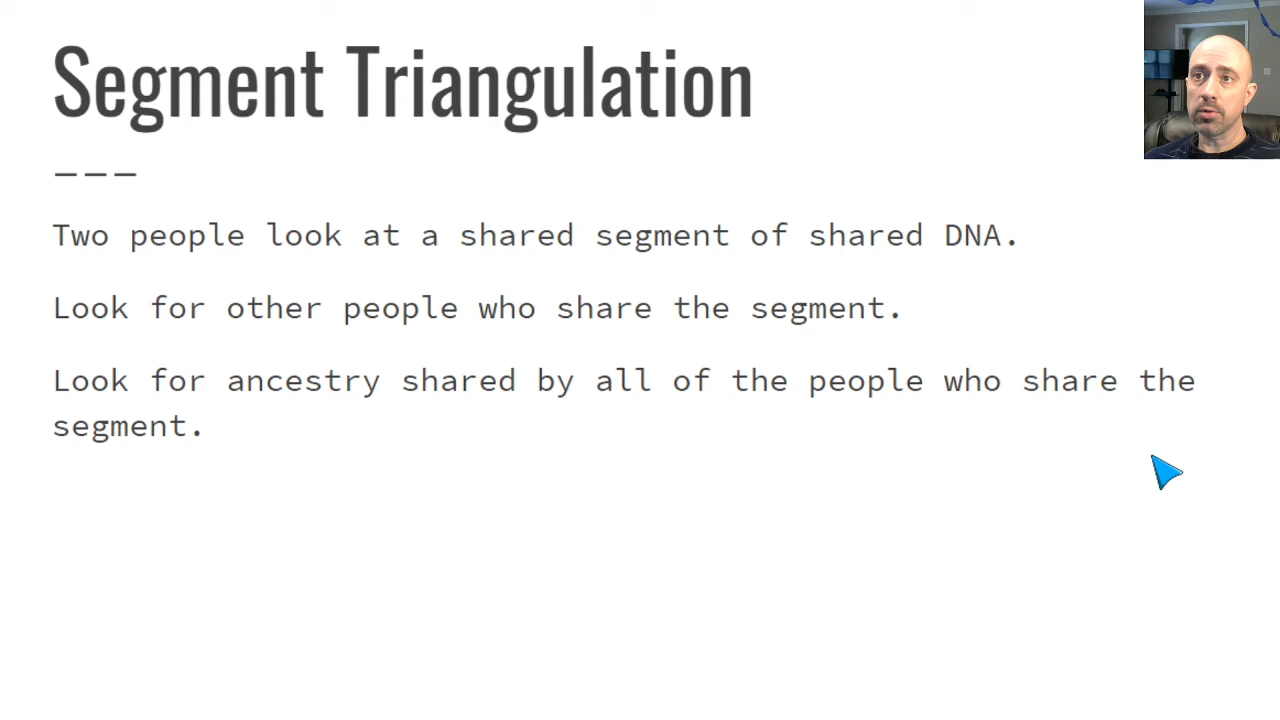 Segment Triangulation
---
Two people look at a shared segment of shared DNA.
Look for other people who share the segment.
Look for ancestry shared by all of the people who share the
segment.